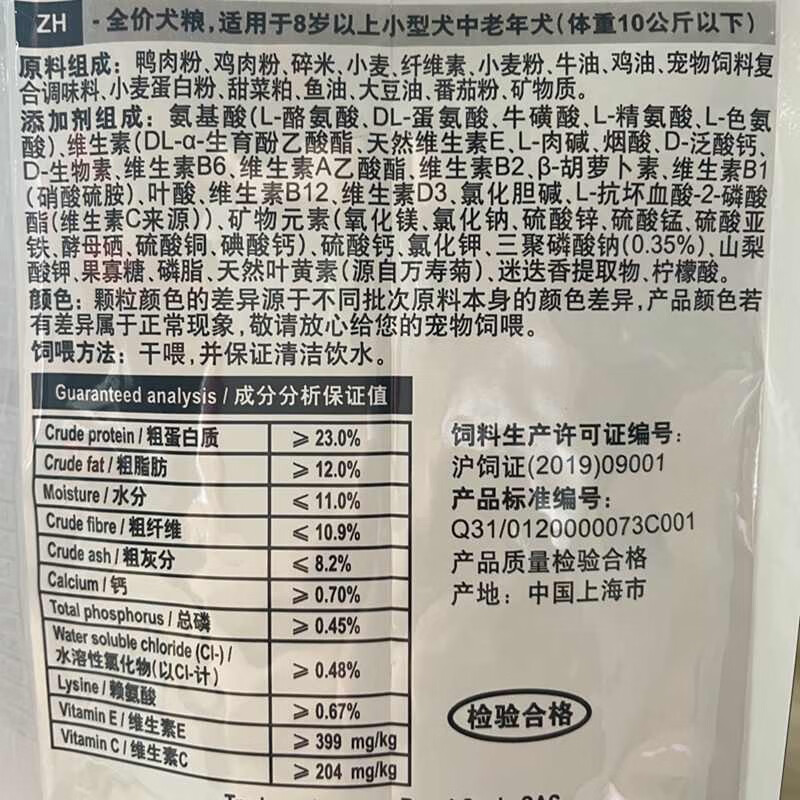 ZH - 全价犬粮,适用于8岁以上小型犬中老年犬(体重10公斤以下)
原料组成：鸭肉粉、鸡肉粉、碎米、小麦、纤维素、小麦粉、牛油、鸡油、宠物饲料复
合调味料、小麦蛋白粉、甜菜粕、鱼油、大豆油、番茄粉、矿物质。
添加剂组成：氨基酸(L-酪氨酸、DL-蛋氨酸、牛磺酸、L-精氨酸、L-色氨
酸)、维生素(DL-α-生育酚乙酸酯、天然维生素E、L-肉碱、烟酸、D-泛酸钙、
D-生物素、维生素B6、维生素A乙酸酯、维生素B2、β-胡萝卜素、维生素B1
(硝酸硫胺)、叶酸、维生素B12、维生素D3、氯化胆碱、L-抗坏血酸-2-磷酸
酯(维生素C来源))、矿物元素(氧化镁、氯化钠、硫酸锌、硫酸锰、硫酸亚
铁、酵母硒、硫酸铜、碘酸钙)、硫酸钙、氯化钾、三聚磷酸钠(0.35%)、山梨
酸钾、果寡糖、磷脂、天然叶黄素(源自万寿菊)、迷迭香提取物、柠檬酸。
颜色：颗粒颜色的差异源于不同批次原料本身的颜色差异,产品颜色若
有差异属于正常现象,敬请放心给您的宠物饲喂。
饲喂方法：干喂,并保证清洁饮水。
Guaranteed analysis / 成分分析保证值
Crude protein / 粗蛋白质 ⩾ 23.0%
Crude fat / 粗脂肪 ⩾ 12.0%
Moisture / 水分 ⩽ 11.0%
Crude fibre / 粗纤维 ⩽ 10.9%
Crude ash / 粗灰分 ⩽ 8.2%
Calcium / 钙 ⩾ 0.70%
Total phosphorus / 总磷 ⩾ 0.45%
Water soluble chloride (Cl-) /
水溶性氯化物(以Cl-计) ⩾ 0.48%
Lysine / 赖氨酸 ⩾ 0.67%
Vitamin E / 维生素E ⩾ 399 mg/kg
Vitamin C / 维生素C ⩾ 204 mg/kg
饲料生产许可证编号：
沪饲证(2019)09001
产品标准编号：
Q31/0120000073C001
产品质量检验合格
产地：中国上海市
检验合格